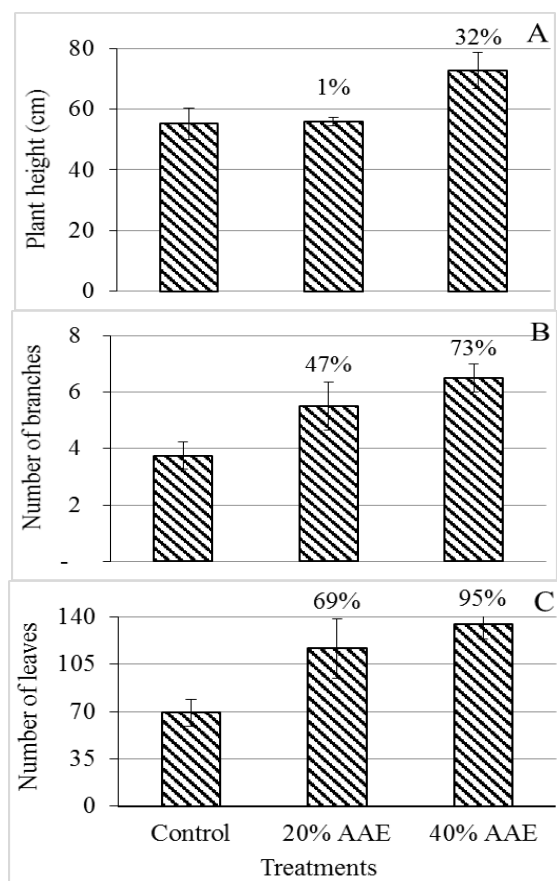 A
Plant height (cm)
80
60
40
20
0
1%
32%
B
Number of branches
8
6
4
2
-
47%
73%
C
Number of leaves
140
105
70
35
0
69%
95%
Control 20% AAE 40% AAE
Treatments